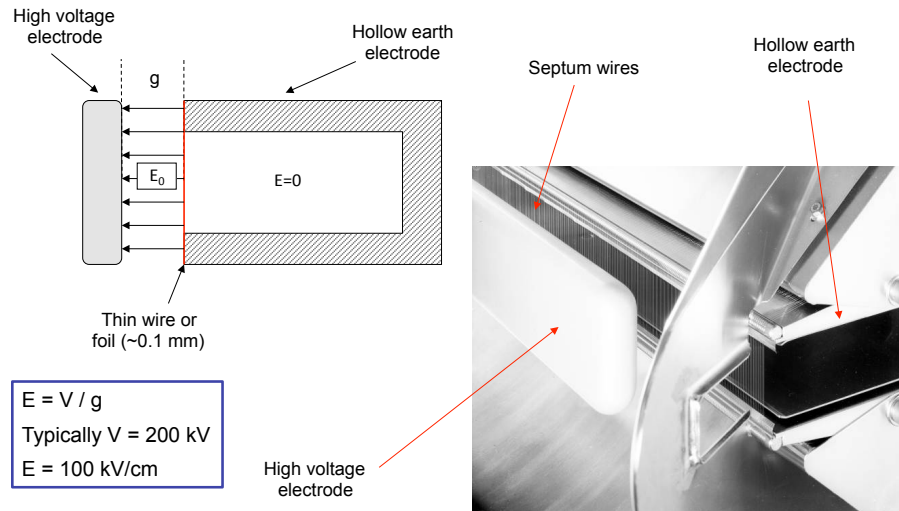 High voltage
electrode
Hollow earth
electrode
g
E₀
E=0
Thin wire or
foil (~0.1 mm)
E = V / g
Typically V = 200 kV
E = 100 kV/cm
Septum wires
Hollow earth
electrode
High voltage
electrode